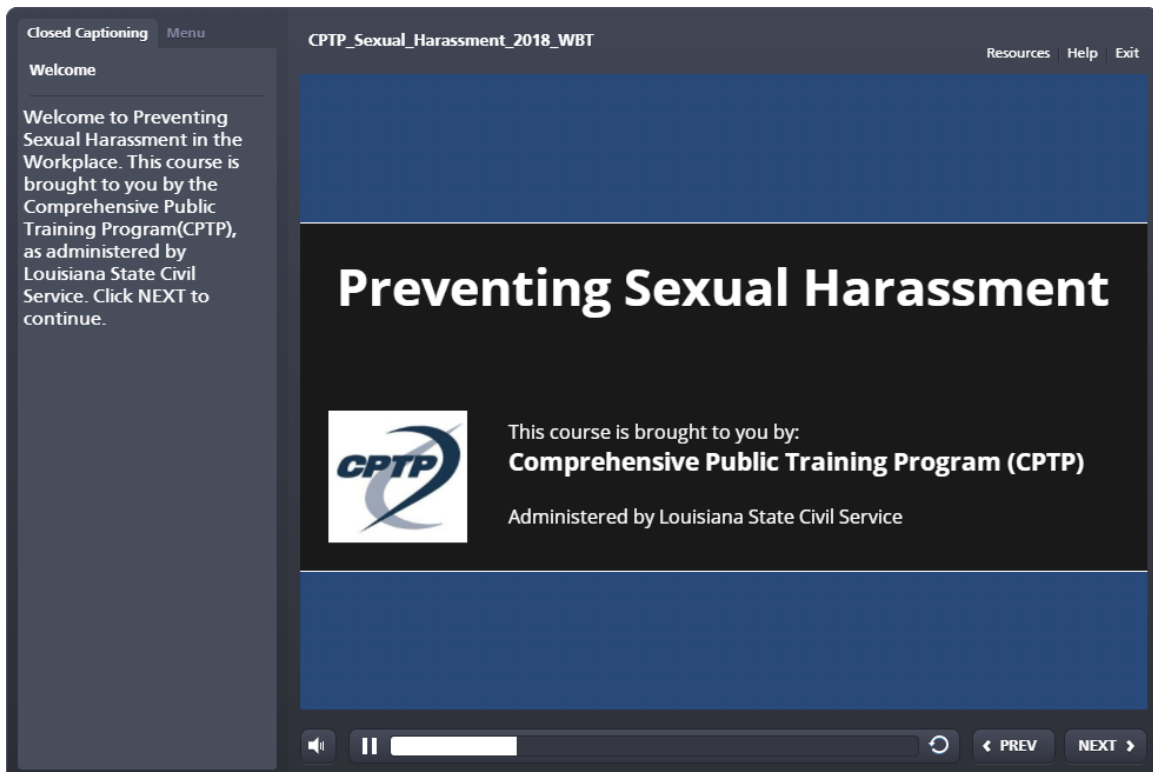 Closed Captioning Menu
Welcome
Welcome to Preventing
Sexual Harassment in the
Workplace. This course is
brought to you by the
Comprehensive Public
Training Program(CPTP),
as administered by
Louisiana State Civil
Service. Click NEXT to
continue.
CPTP_Sexual_Harassment_2018_WBT
Resources Help Exit
Preventing Sexual Harassment
CPTP
This course is brought to you by:
Comprehensive Public Training Program (CPTP)
Administered by Louisiana State Civil Service
PREV NEXT